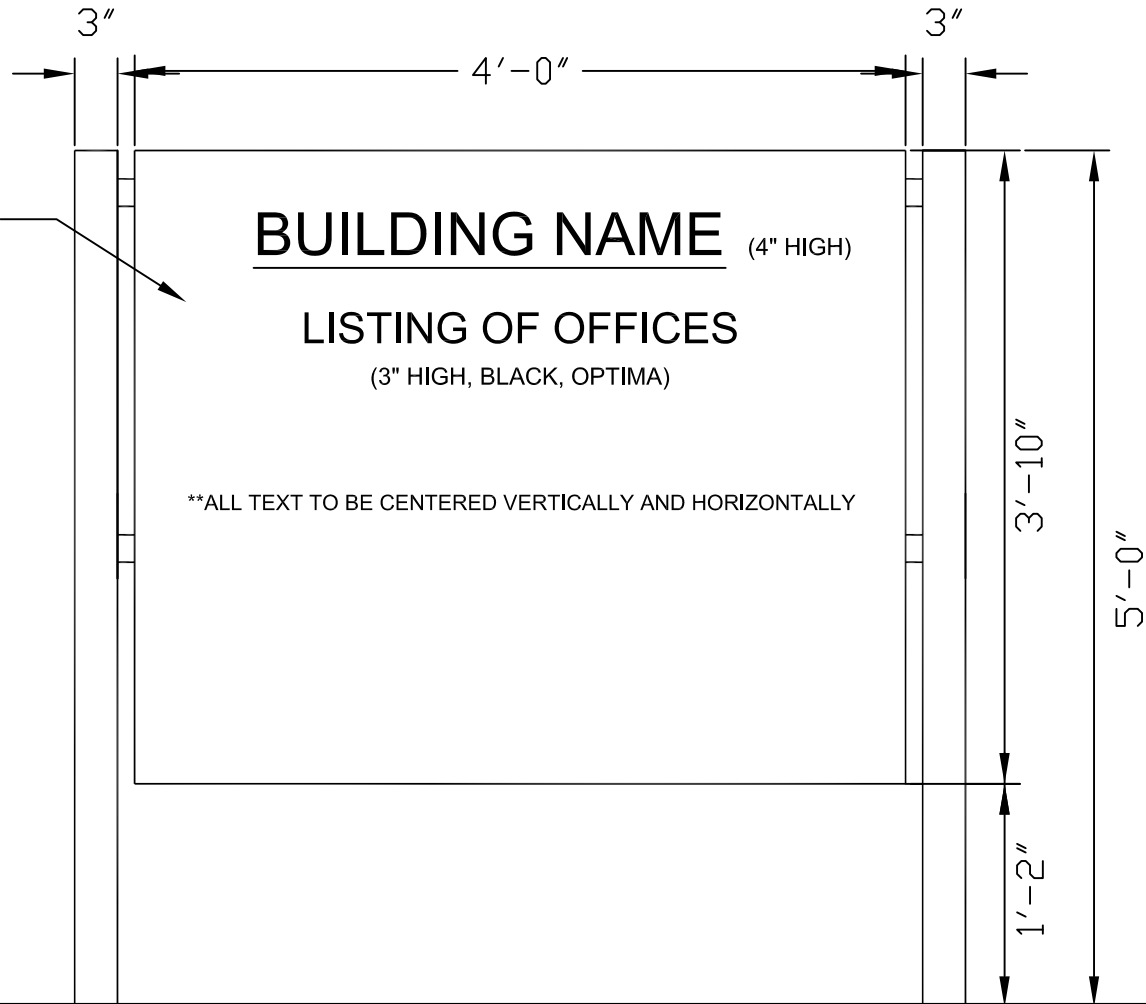 3" 3"
4'-0"
BUILDING NAME (4" HIGH)
LISTING OF OFFICES
(3" HIGH, BLACK, OPTIMA)
**ALL TEXT TO BE CENTERED VERTICALLY AND HORIZONTALLY
3'-10"
5'-0"
1'-2"